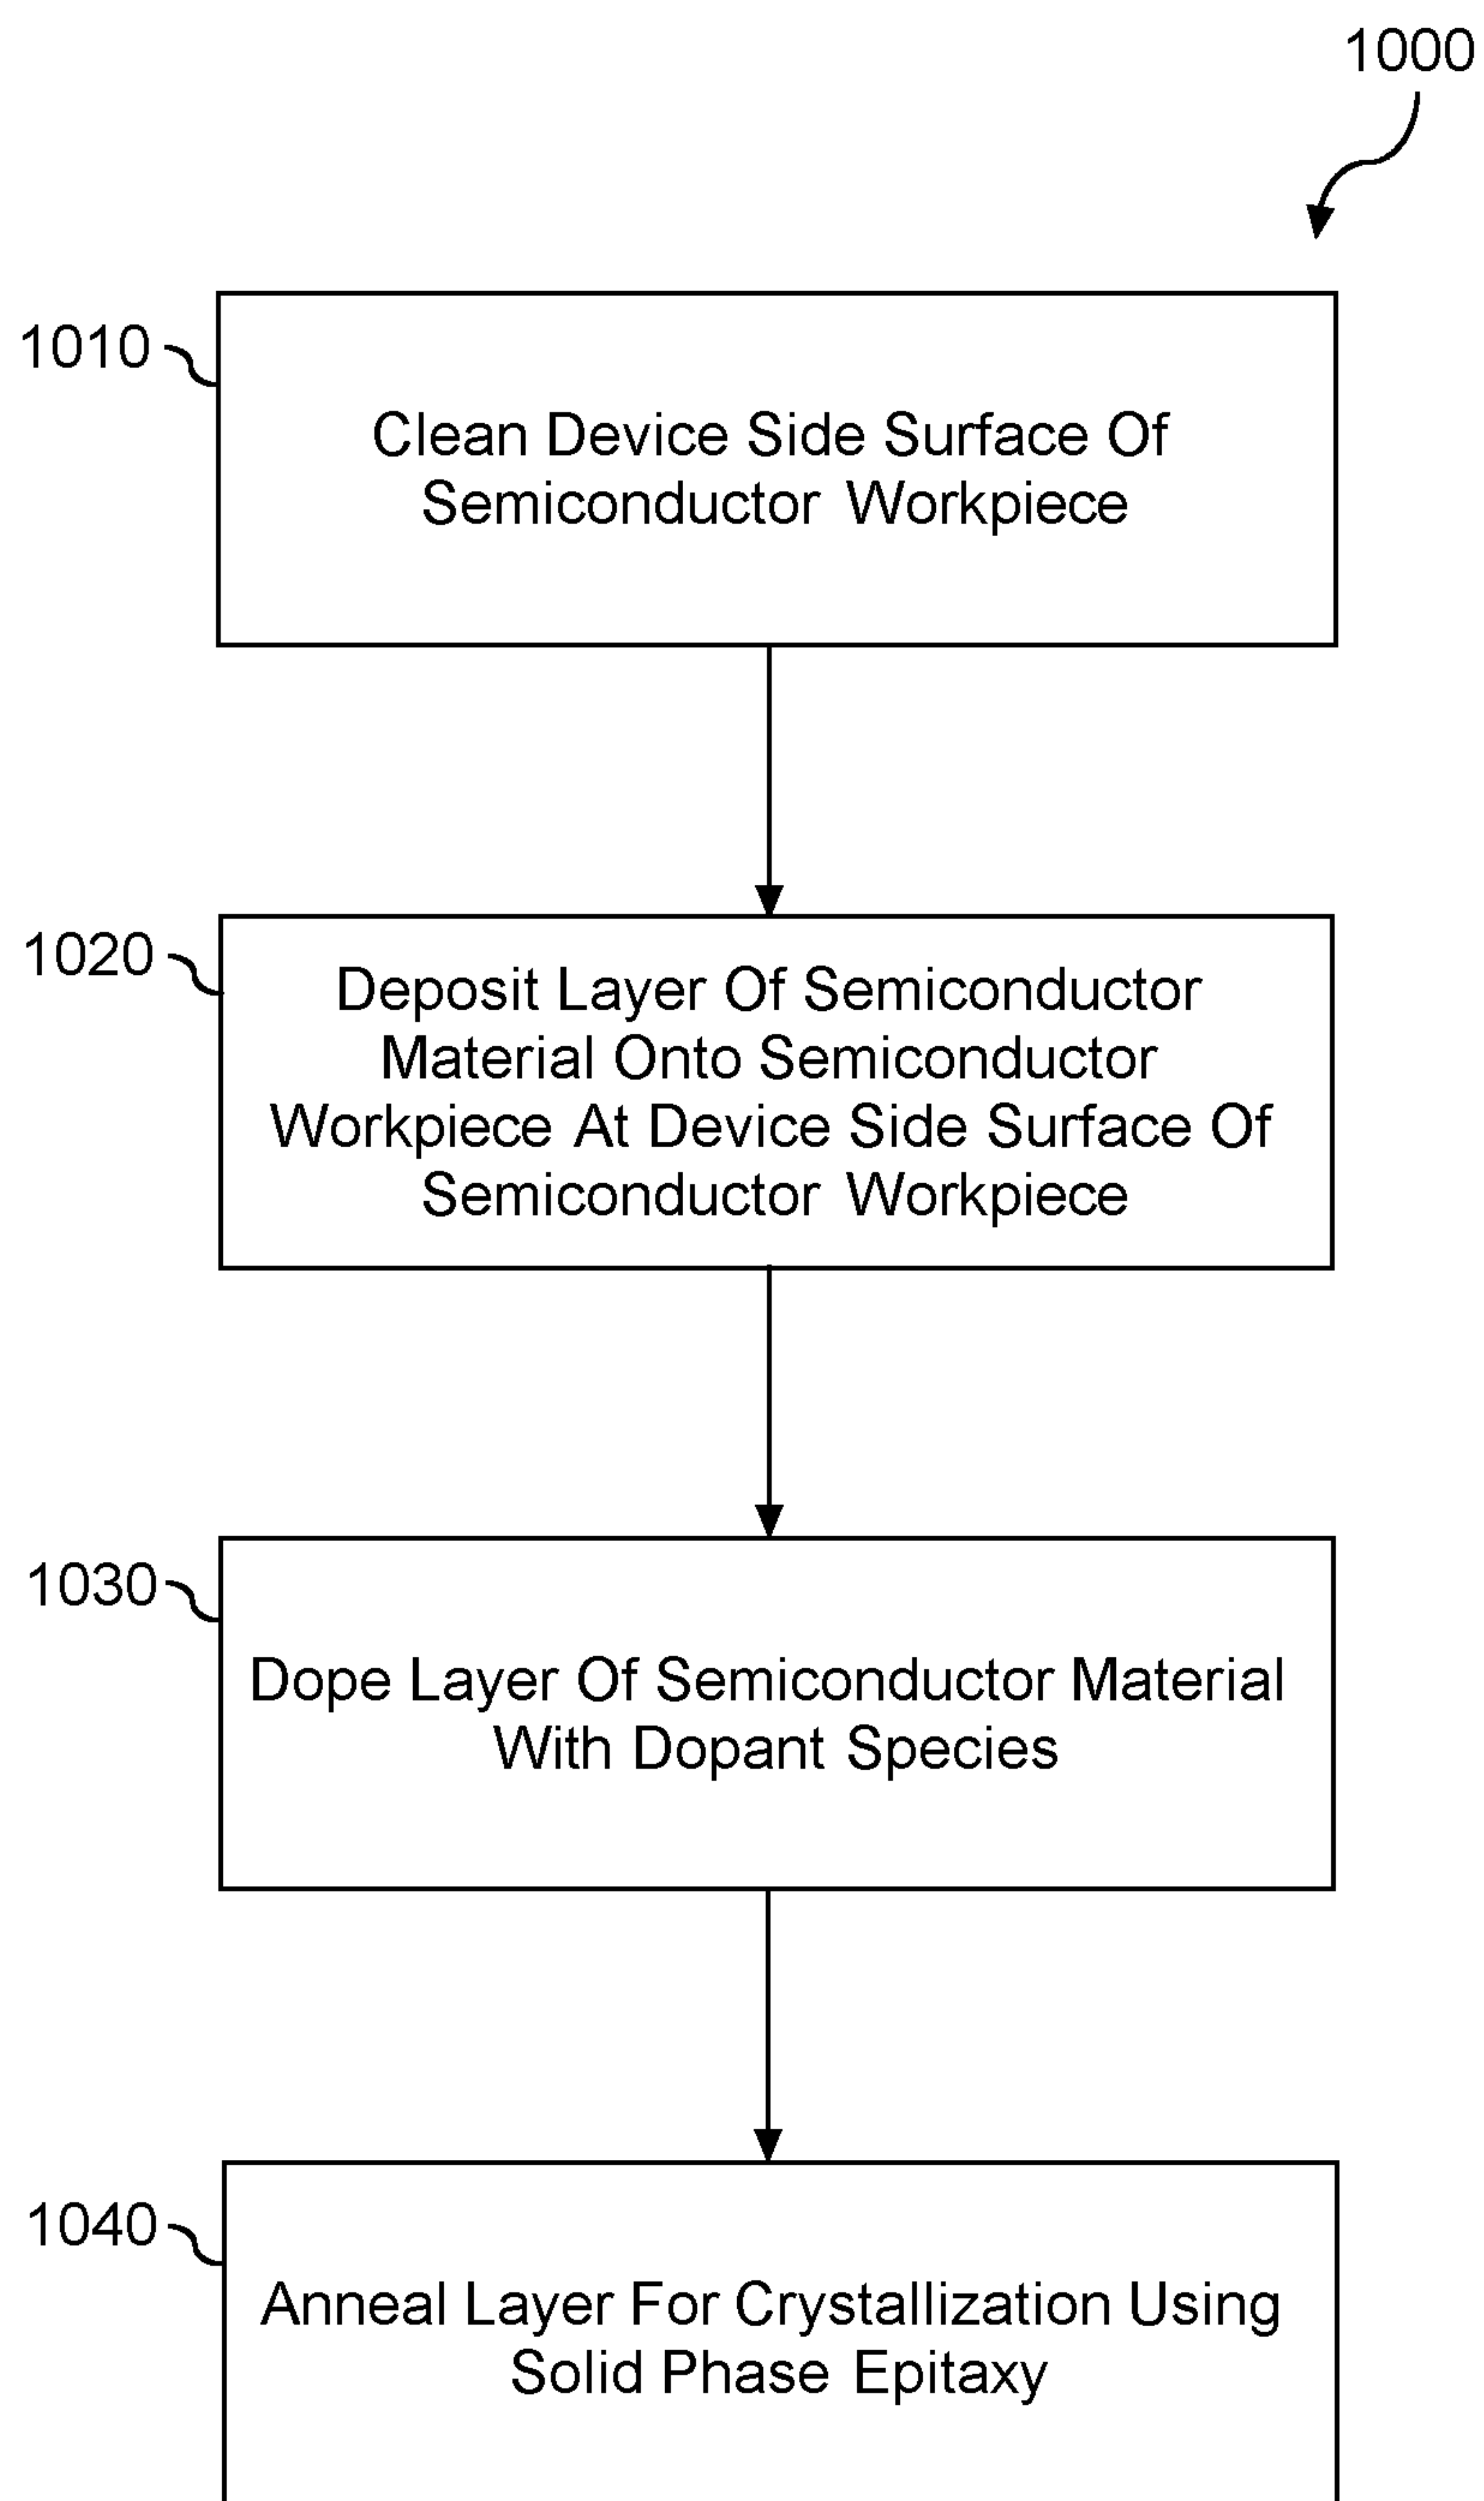 1000
1010
Clean Device Side Surface Of
Semiconductor Workpiece
1020
Deposit Layer Of Semiconductor
Material Onto Semiconductor
Workpiece At Device Side Surface Of
Semiconductor Workpiece
1030
Dope Layer Of Semiconductor Material
With Dopant Species
1040
Anneal Layer For Crystallization Using
Solid Phase Epitaxy